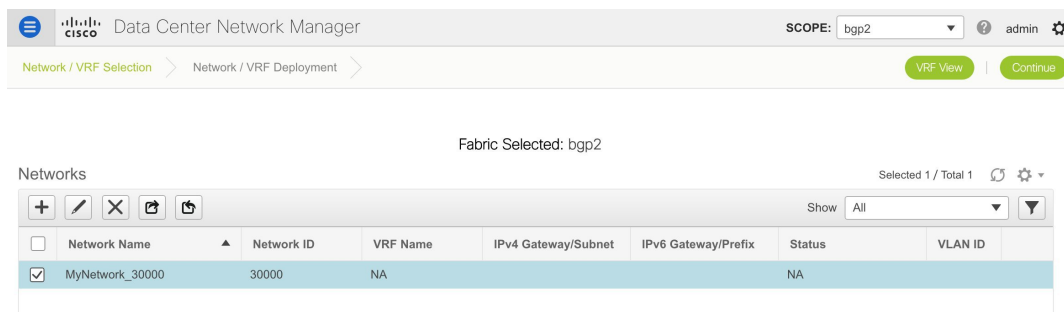 CISCO Data Center Network Manager SCOPE: bgp2 admin
Network / VRF Selection Network / VRF Deployment VRF View Continue
Fabric Selected: bgp2
Networks Selected 1 / Total 1
Show All
Network Name Network ID VRF Name IPv4 Gateway/Subnet IPv6 Gateway/Prefix Status VLAN ID
MyNetwork_30000 30000 NA NA